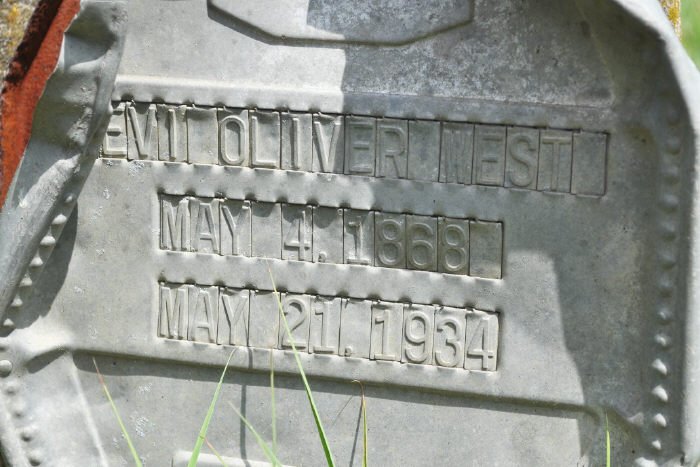 EVI OLIVER WEST
MAY 4. 1868
MAY 21. 1934